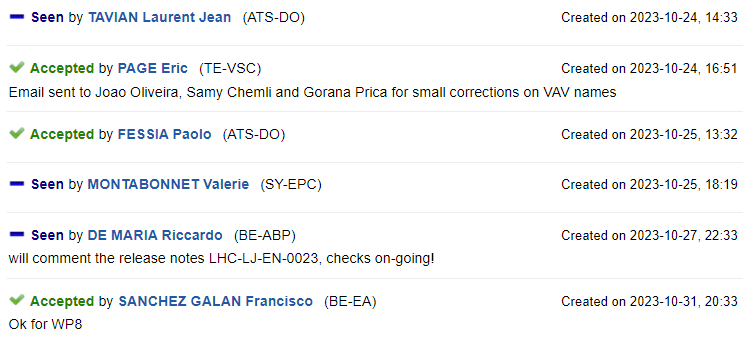 Seen by TAVIAN Laurent Jean (ATS-DO) Created on 2023-10-24, 14:33
Accepted by PAGE Eric (TE-VSC) Created on 2023-10-24, 16:51
Email sent to Joao Oliveira, Samy Chemli and Gorana Prica for small corrections on VAV names
Accepted by FESSIA Paolo (ATS-DO) Created on 2023-10-25, 13:32
Seen by MONTABONNET Valerie (SY-EPC) Created on 2023-10-25, 18:19
Seen by DE MARIA Riccardo (BE-ABP) Created on 2023-10-27, 22:33
will comment the release notes LHC-LJ-EN-0023, checks on-going!
Accepted by SANCHEZ GALAN Francisco (BE-EA) Created on 2023-10-31, 20:33
Ok for WP8